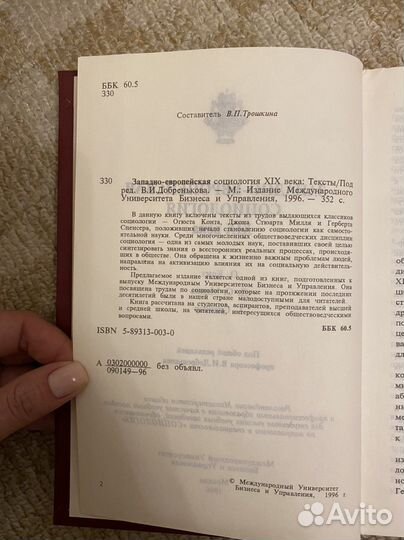 ББК 60.5
З30
Составитель В.П.Трошкина
З30 Западно-европейская социология XIX века: Тексты/Под
ред. В.И.Добренькова. — М.: Издание Международного
Университета Бизнеса и Управления, 1996. — 352 с.
В данную книгу включены тексты из трудов выдающихся классиков
социологии — Огюста Конта, Джона Стюарта Милля и Герберта
Спенсера, положивших начало становлению социологии как самостоя-
тельной науки. Среди многочисленных обществоведческих дисциплин
социология — одна из самых молодых наук, поставивших своей целью
синтезировать знания о всесторонних реальных процессах, происходя-
щих в обществе. Она обращена к жизненно важным проблемам людей,
направлена на активизацию влияния их на социальную действитель-
ность.
Предлагаемое издание является одной из книг, подготовленных к
выпуску Международным Университетом Бизнеса и Управления. Она
посвящена трудам по социологии, которые на протяжении последних
десятилетий были в нашей стране малодоступными для читателей.
Книга рассчитана на студентов, аспирантов, преподавателей высшей
и средней школы, на читателей, интересующихся обществоведческими
вопросами.
ББК 60.5
ISBN 5-89313-003-0
А 0302000000 без объявл.
090149—96
2
© Международный Университет
Бизнеса и Управления, 1996 г
Avito